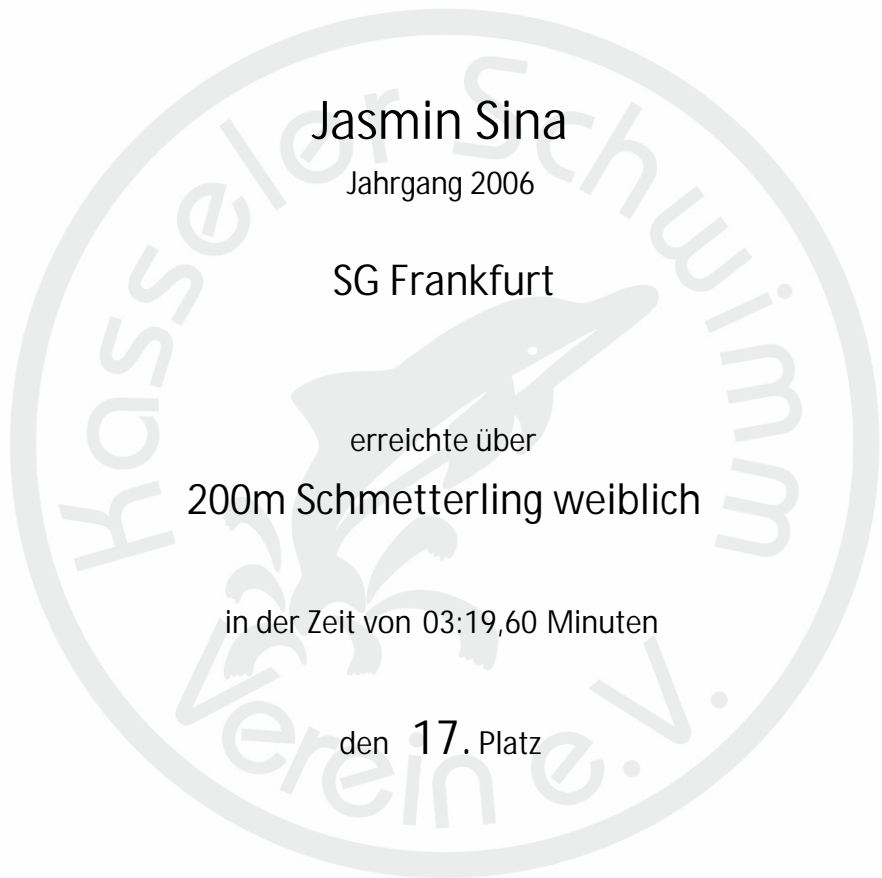 Kasseler Schwimm
Verein e.V.
Jasmin Sina
Jahrgang 2006
SG Frankfurt
erreichte über
200m Schmetterling weiblich
in der Zeit von 03:19,60 Minuten
den 17. Platz